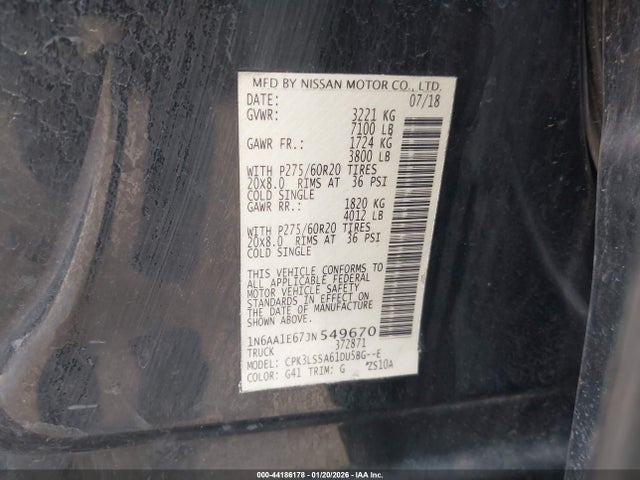 MFD BY NISSAN MOTOR CO., LTD.
DATE: 07/18
GVWR: 3221 KG
7100 LB
GAWR FR.: 1724 KG
3800 LB
WITH P275/60R20 TIRES
20X8.0 RIMS AT 36 PSI
COLD SINGLE
GAWR RR.: 1820 KG
4012 LB
WITH P275/60R20 TIRES
20X8.0 RIMS AT 36 PSI
COLD SINGLE
THIS VEHICLE CONFORMS TO
ALL APPLICABLE FEDERAL
MOTOR VEHICLE SAFETY
STANDARDS IN EFFECT ON
THE DATE OF MANUFACTURE
SHOWN ABOVE.
1N6AA1E67JN549670
TRUCK 372871
MODEL: CPK3LSSA61DU58G--E
COLOR: G41 TRIM: G *ZS10A
000-44186178 - 01/20/2026 - © IAA Inc.